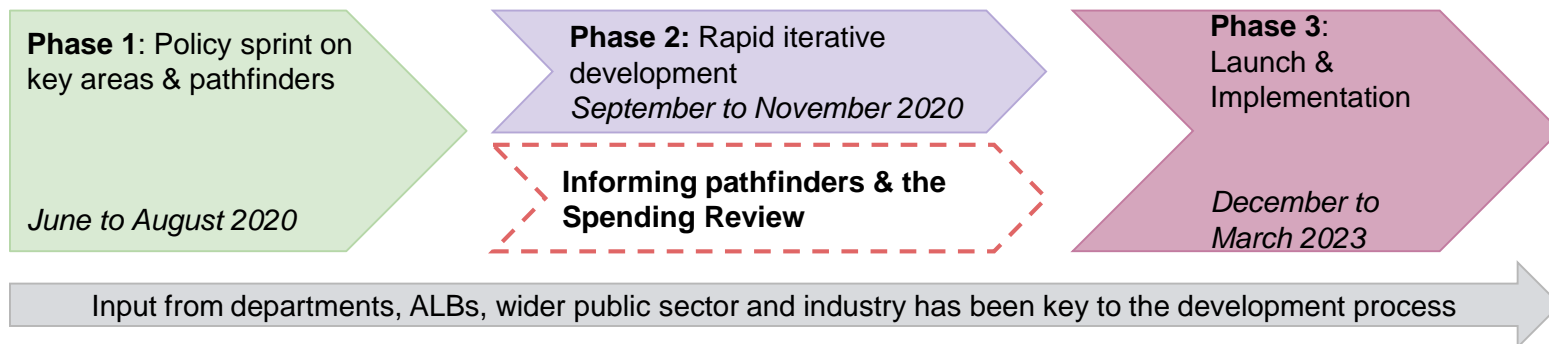 Phase 1: Policy sprint on
key areas & pathfinders
June to August 2020
Phase 2: Rapid iterative
development
September to November 2020
Informing pathfinders & the
Spending Review
Phase 3:
Launch &
Implementation
December to
March 2023
Input from departments, ALBs, wider public sector and industry has been key to the development process